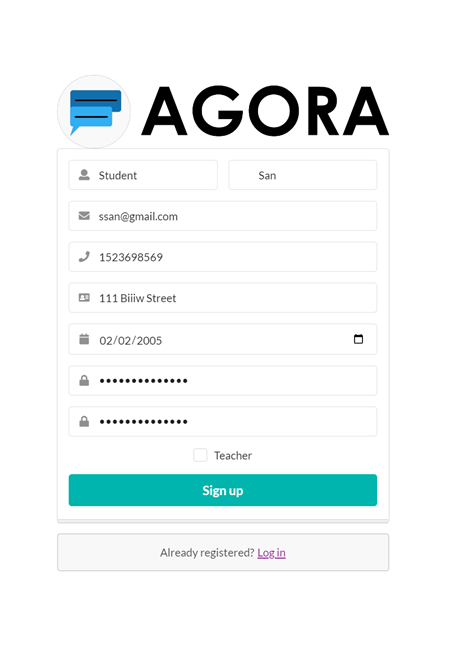 AGORA
Student San
ssan@gmail.com
1523698569
111 Biiiw Street
02/02/2005
••••••••••••••
••••••••••••••
Teacher
Sign up
Already registered? Log in